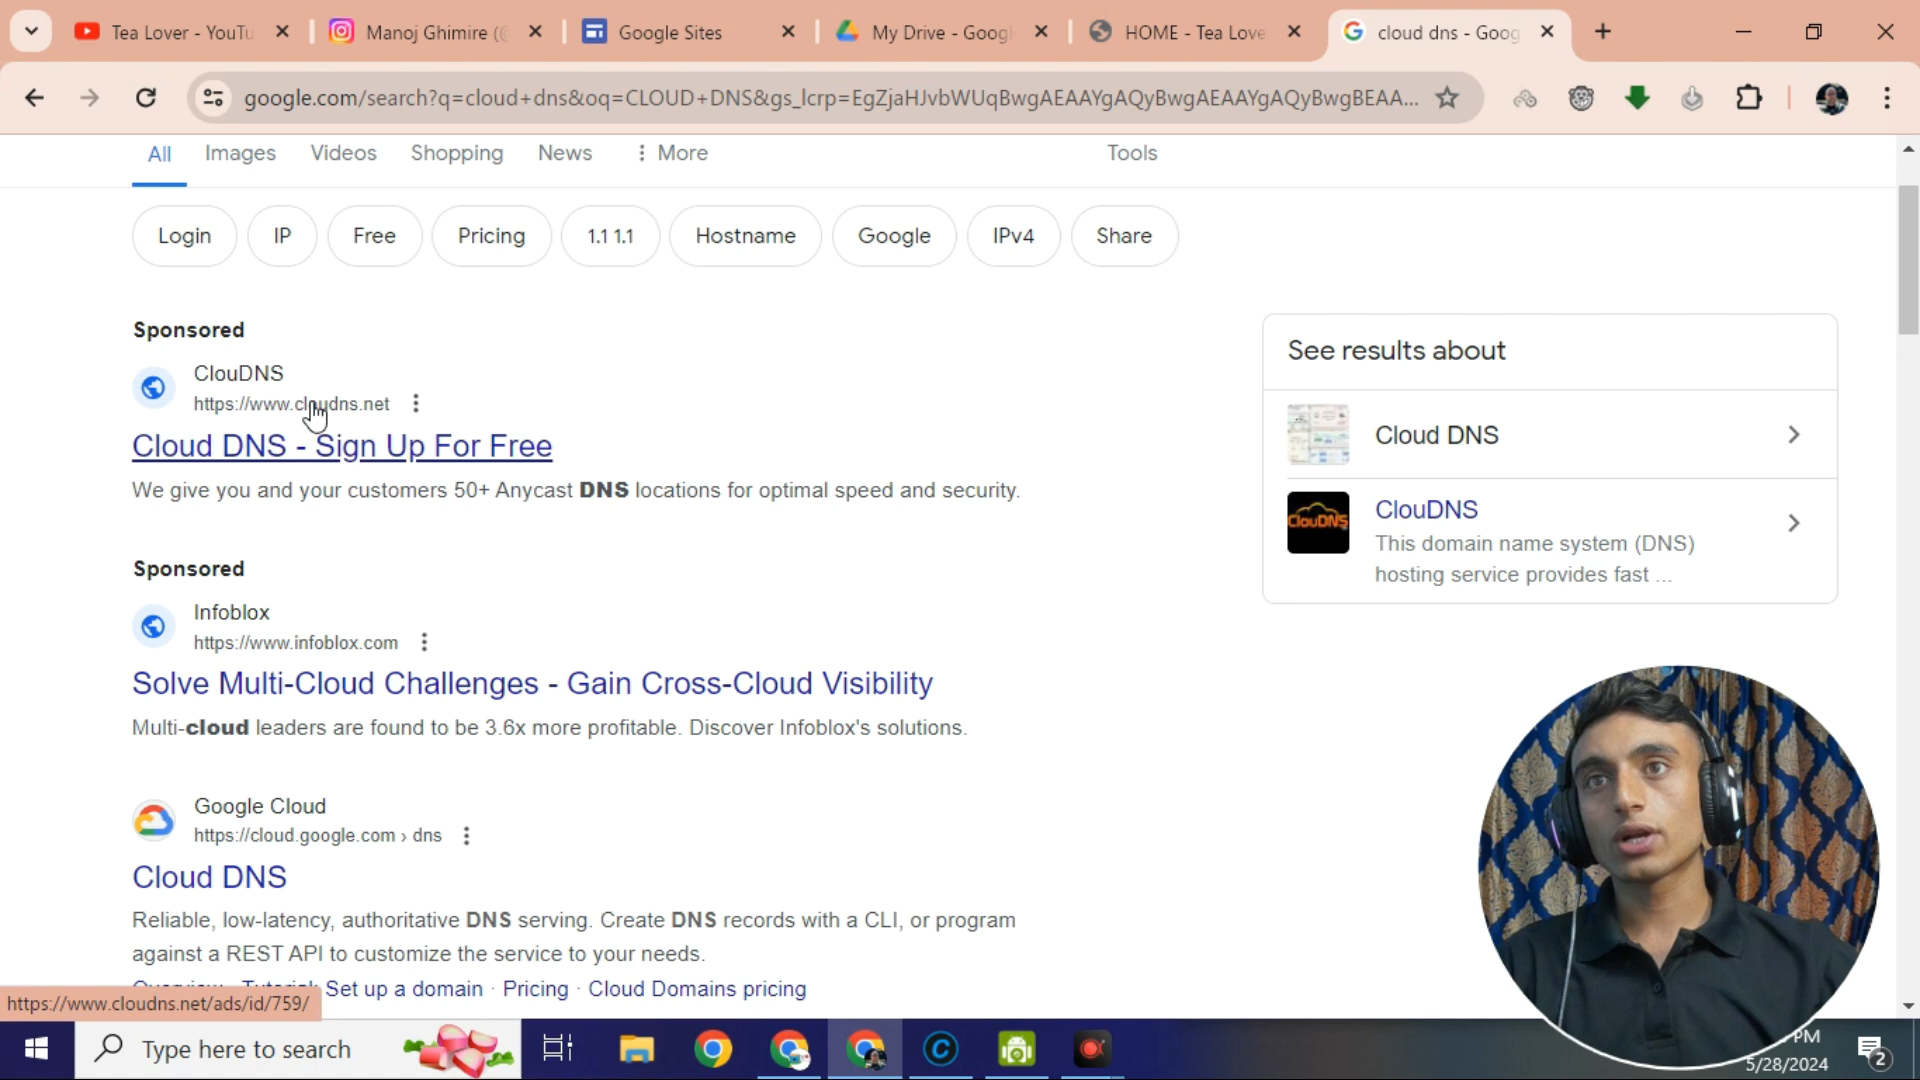 Tea Lover - YouTu
Manoj Ghimire (@
Google Sites
My Drive - Googl
HOME - Tea Love
cloud dns - Goog
google.com/search?q=cloud+dns&oq=CLOUD+DNS&gs_lcrp=EgZjaHJvbWUqBwgAEAAYgAQyBwgAEAAYgAQyBwgBEAA...
All
Images
Videos
Shopping
News
More
Tools
Login
IP
Free
Pricing
1.1 1.1
Hostname
Google
IPv4
Share
Sponsored
ClouDNS
https://www.cloudns.net
Cloud DNS - Sign Up For Free
We give you and your customers 50+ Anycast DNS locations for optimal speed and security.
Sponsored
Infoblox
https://www.infoblox.com
Solve Multi-Cloud Challenges - Gain Cross-Cloud Visibility
Multi-cloud leaders are found to be 3.6x more profitable. Discover Infoblox's solutions.
Google Cloud
https://cloud.google.com › dns
Cloud DNS
Reliable, low-latency, authoritative DNS serving. Create DNS records with a CLI, or program
against a REST API to customize the service to your needs.
Overview · Tutorial · Set up a domain · Pricing · Cloud Domains pricing
See results about
Cloud DNS
ClouDNS
ClouDNS
This domain name system (DNS)
hosting service provides fast ...
https://www.cloudns.net/ads/id/759/
Type here to search
PM
5/28/2024
2